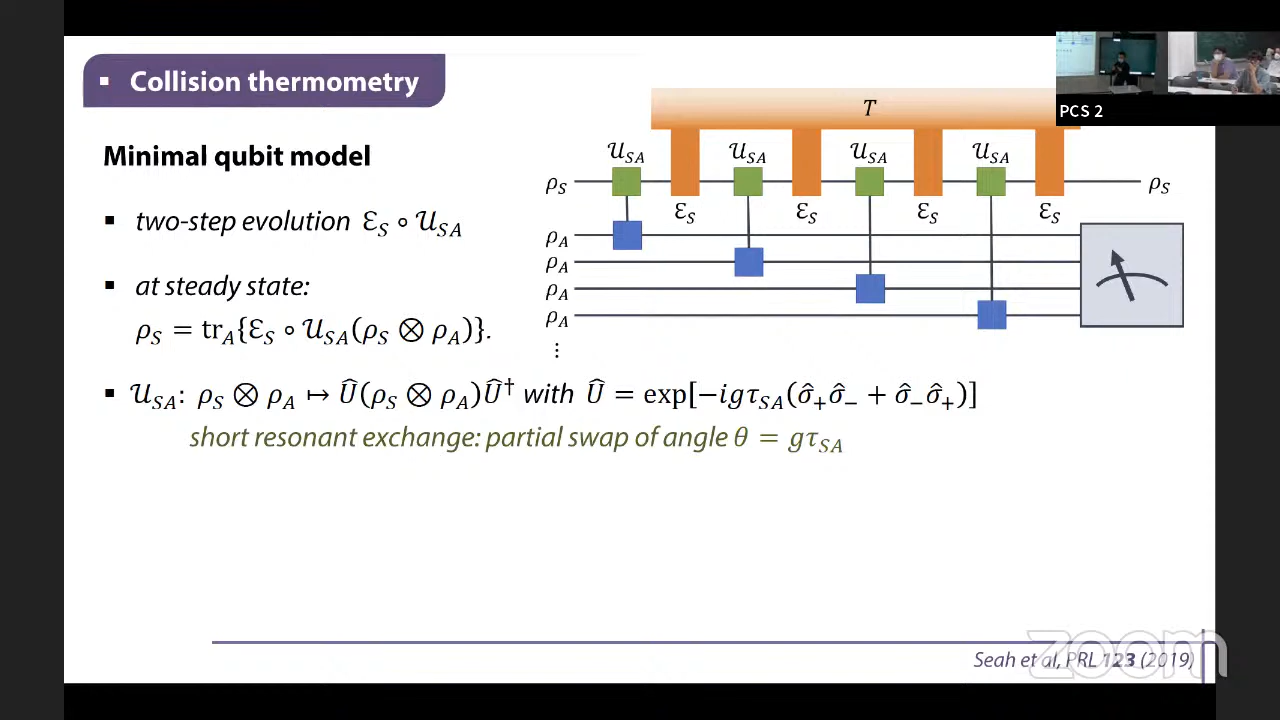 Collision thermometry
PCS 2
T
Minimal qubit model
𝒰_SA 𝒰_SA 𝒰_SA 𝒰_SA
ρ_S ρ_S
ℰ_S ℰ_S ℰ_S ℰ_S
two-step evolution ℰ_S ∘ 𝒰_SA
ρ_A
ρ_A
ρ_A
ρ_A
⋮
at steady state:
ρ_S = tr_A{ℰ_S ∘ 𝒰_SA(ρ_S ⊗ ρ_A)}.
𝒰_SA: ρ_S ⊗ ρ_A ↦ Û(ρ_S ⊗ ρ_A)Û† with Û = exp[−igτ_SA(σ̂₊σ̂₋ + σ̂₋σ̂₊)]
short resonant exchange: partial swap of angle θ = gτ_SA
Seah et al, PRL 123 (2019)
zoom